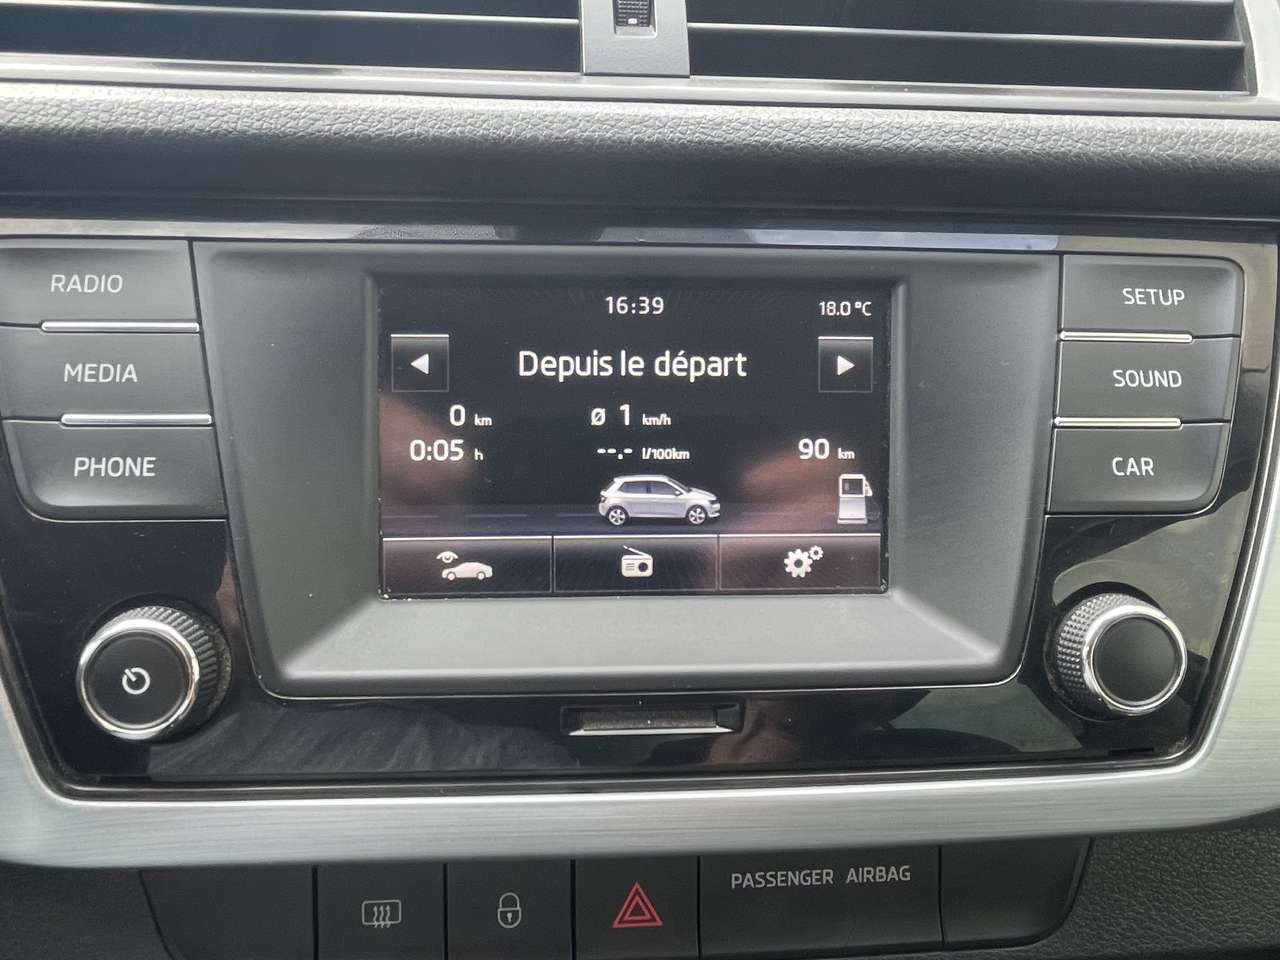 RADIO
MEDIA
PHONE
16:39
18.0 °C
Depuis le départ
0 km
ø 1 km/h
0:05 h
--.- l/100km
90 km
SETUP
SOUND
CAR
PASSENGER AIRBAG